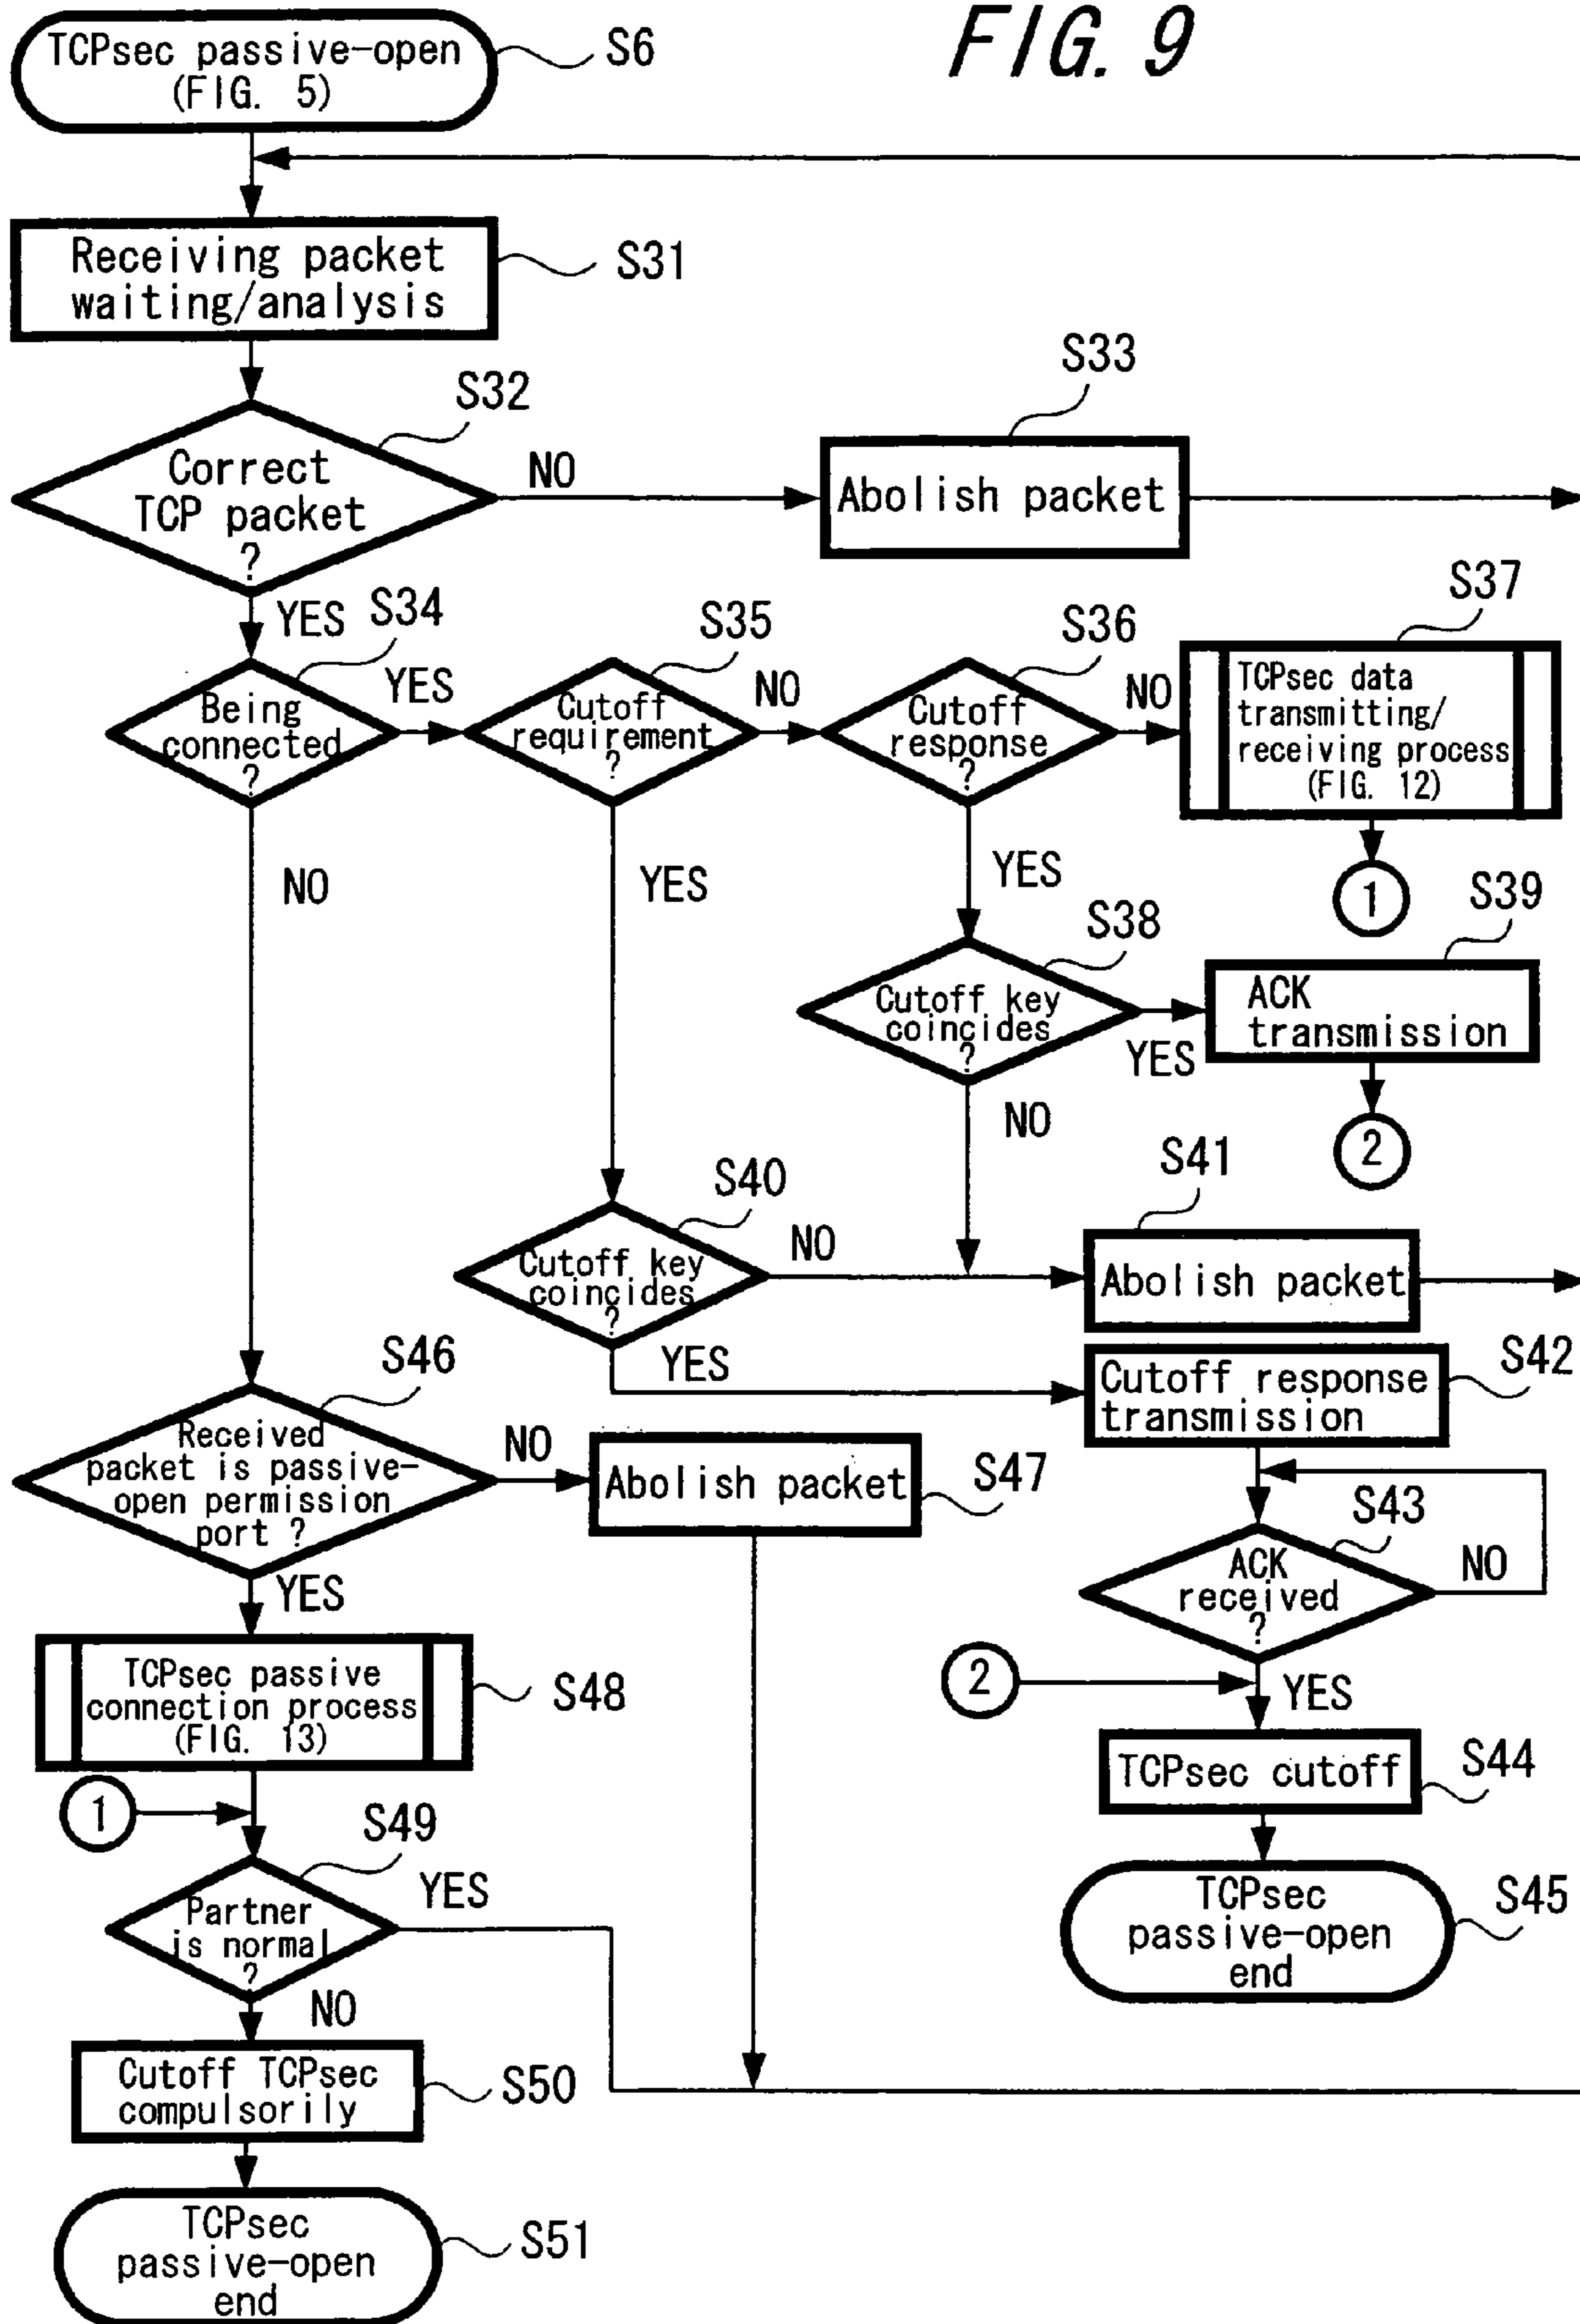 FIG. 9
TCPsec passive-open
(FIG. 5)
S6
Receiving packet
waiting/analysis
S31
S32
Correct
TCP packet
?
NO
S33
Abolish packet
YES
S34
Being
connected
?
YES
S35
Cutoff
requirement
?
NO
S36
Cutoff
response
?
NO
S37
TCPsec data
transmitting/
receiving process
(FIG. 12)
1
NO
YES
YES
S38
Cutoff key
coincides
?
YES
S39
ACK
transmission
2
NO
S40
Cutoff key
coincides
?
NO
S41
Abolish packet
YES
S42
Cutoff response
transmission
S46
Received
packet is passive-
open permission
port ?
NO
Abolish packet
S47
S43
ACK
received
?
NO
YES
YES
2
TCPsec passive
connection process
(FIG. 13)
S48
TCPsec cutoff
S44
1
S49
Partner
is normal
?
YES
TCPsec
passive-open
end
S45
NO
Cutoff TCPsec
compulsorily
S50
TCPsec
passive-open
end
S51